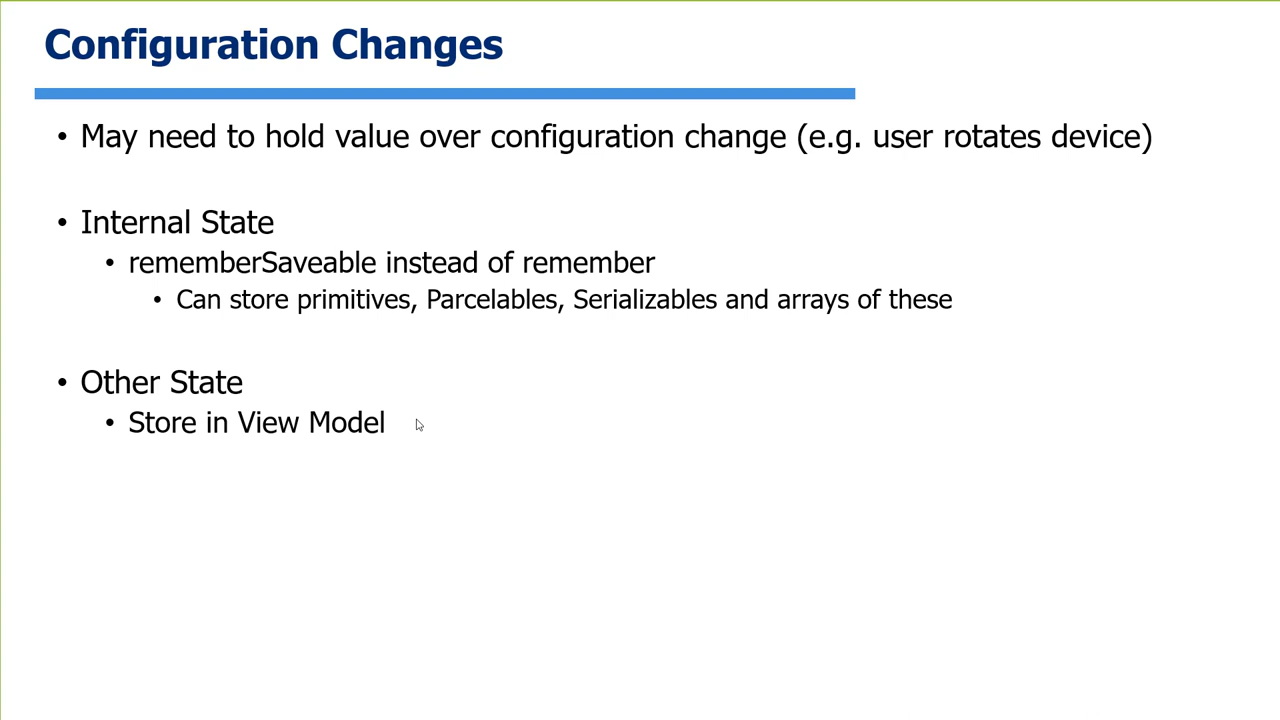 Configuration Changes
• May need to hold value over configuration change (e.g. user rotates device)
• Internal State
• rememberSaveable instead of remember
• Can store primitives, Parcelables, Serializables and arrays of these
• Other State
• Store in View Model